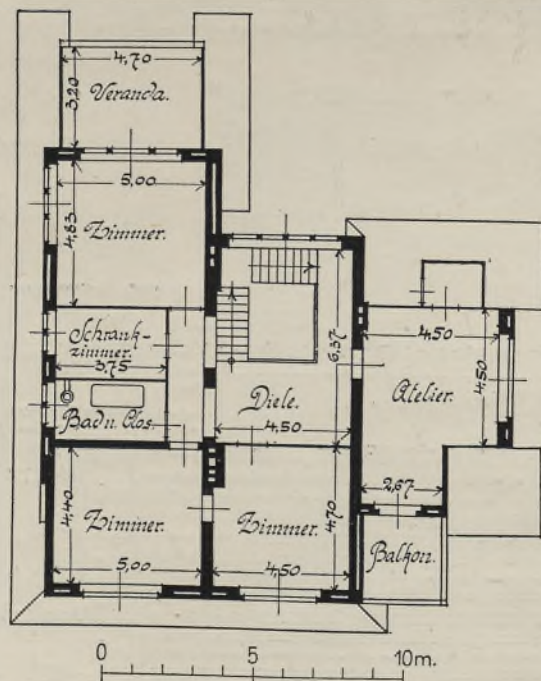 4,70
3,20
Veranda.
5,00
4,83
Zimmer.
Schrank-
zimmer.
3,75
Bad u. Clos.
6,37
Diele.
4,50
4,50
4,50
Atelier.
2,67
Balkon.
4,40
Zimmer.
5,00
Zimmer.
4,70
4,50
0 5 10m.